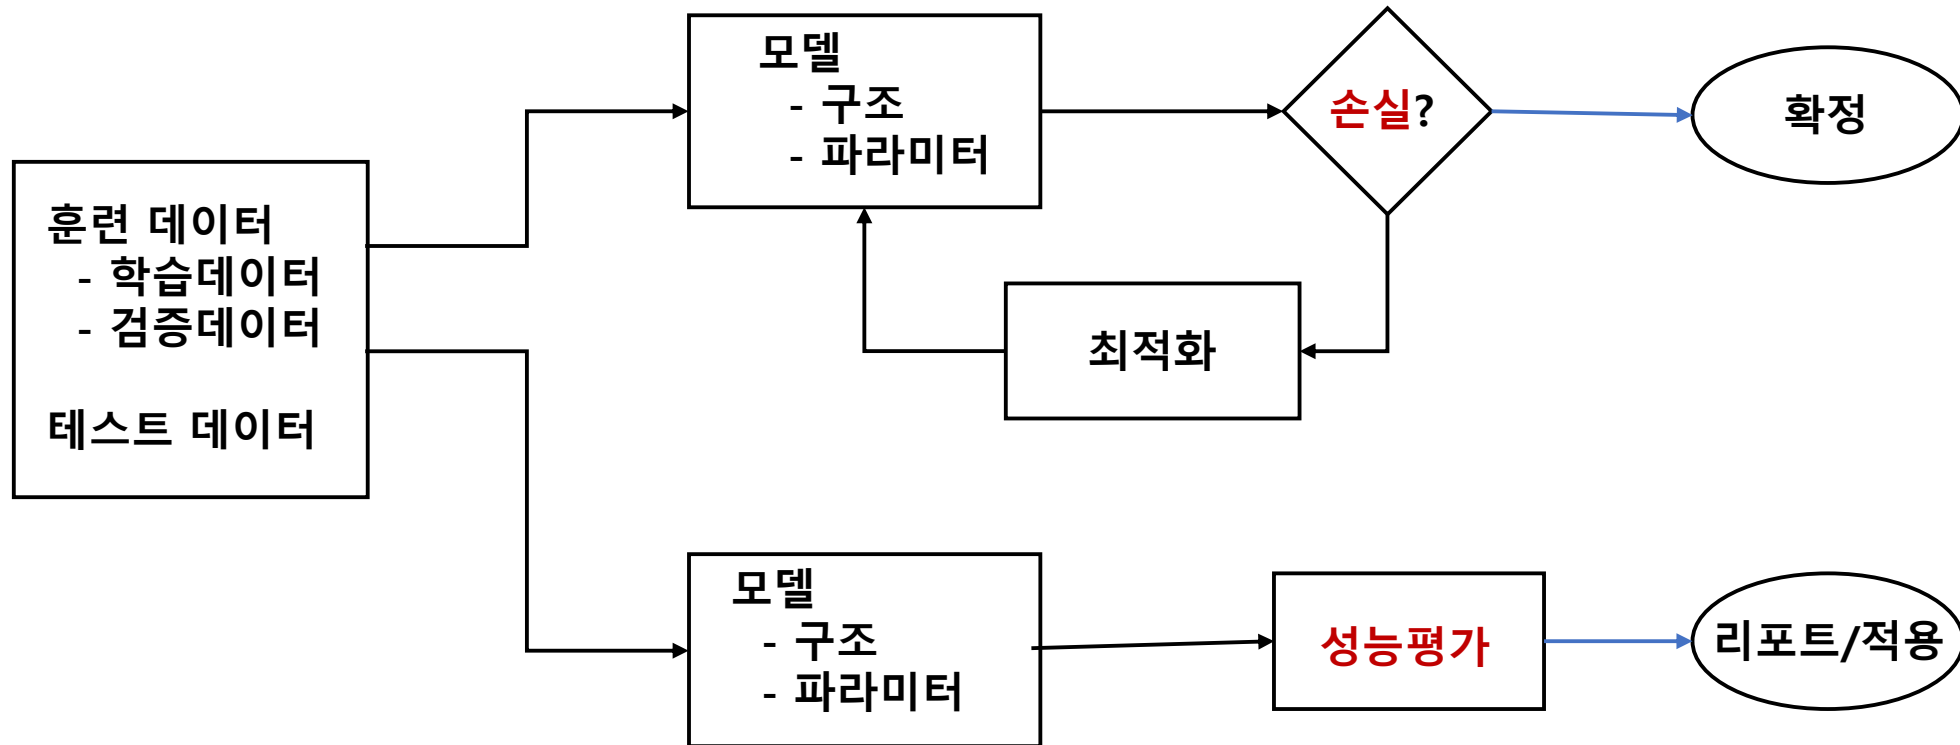 훈련 데이터
- 학습데이터
- 검증데이터
테스트 데이터
모델
- 구조
- 파라미터
손실?
확정
최적화
모델
- 구조
- 파라미터
성능평가
리포트/적용